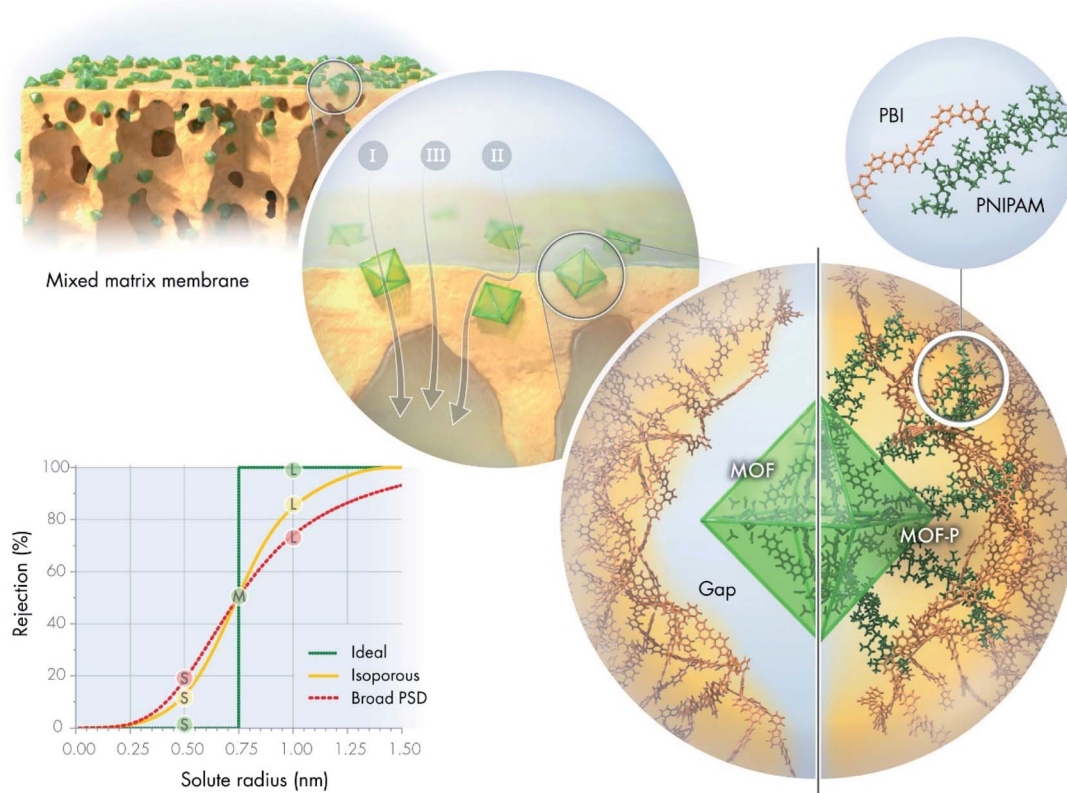 Mixed matrix membrane
I
III
II
PBI
PNIPAM
MOF
MOF-P
Gap
Rejection (%)
100
80
60
40
20
0
L
L
L
M
S
S
S
Ideal
Isoporous
Broad PSD
0.00
0.25
0.50
0.75
1.00
1.25
1.50
Solute radius (nm)